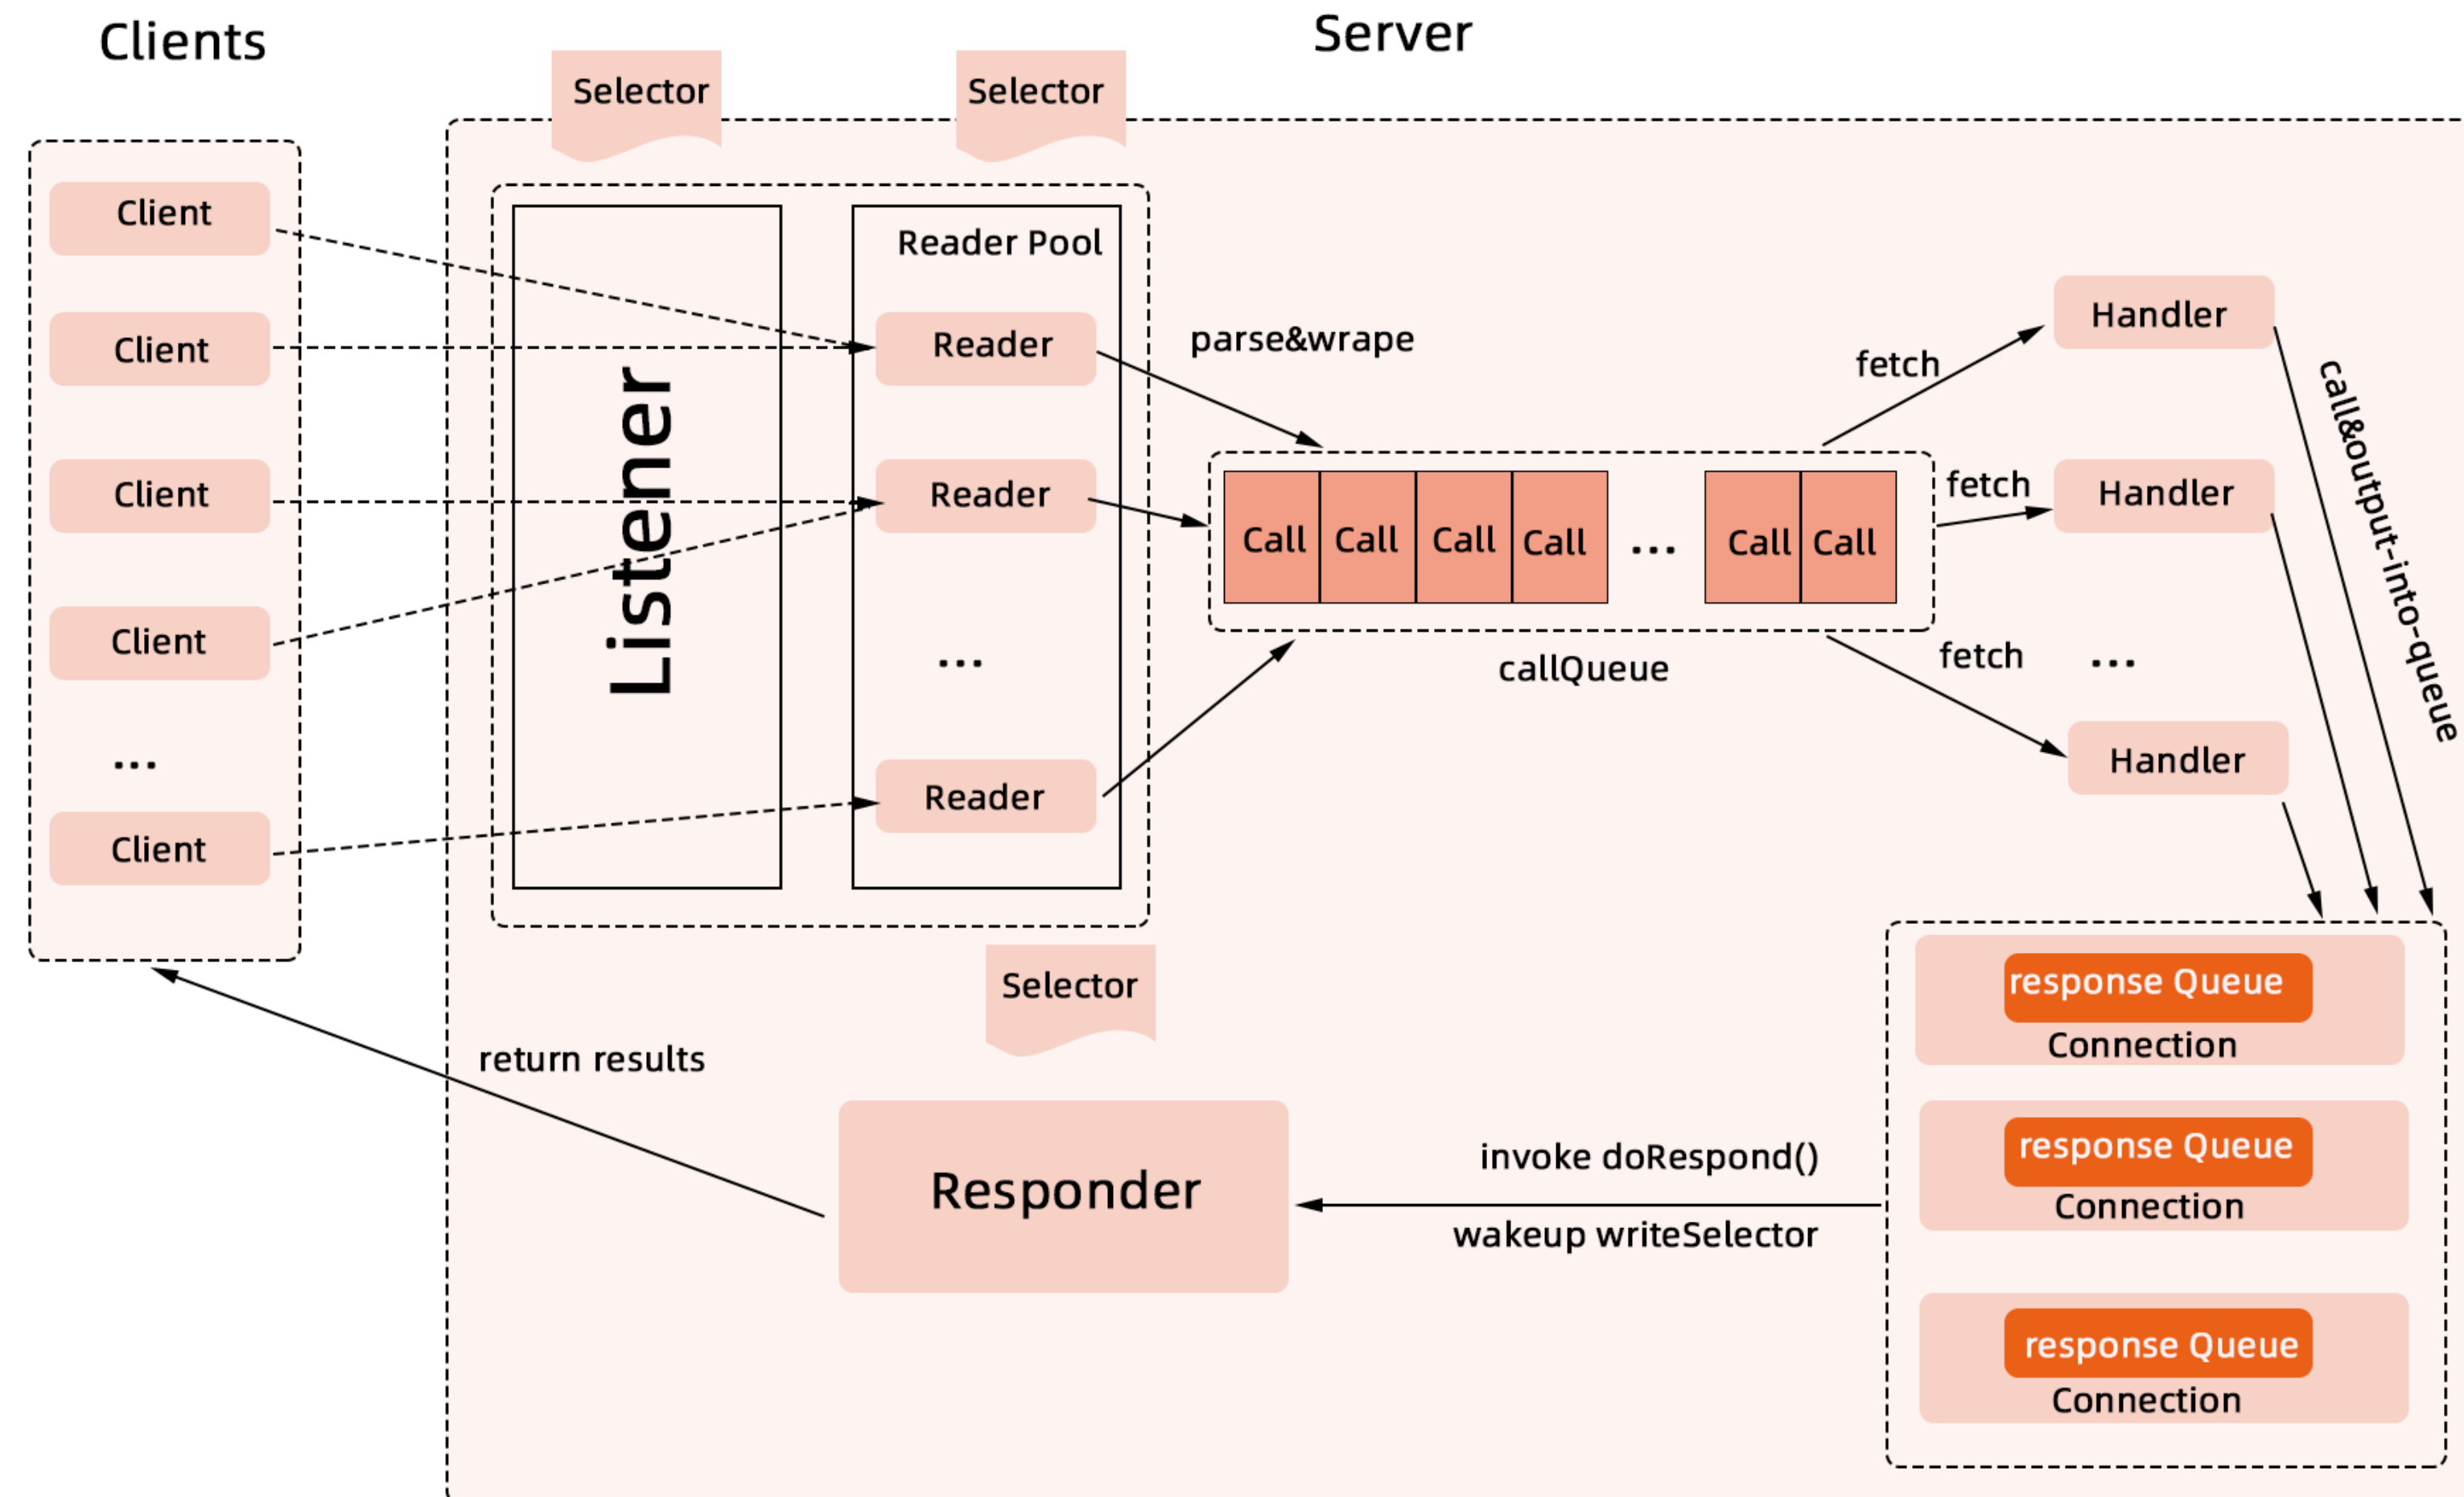 Clients
Server
Selector
Selector
Client
Client
Client
Client
...
Client
Listener
Reader Pool
Reader
Reader
...
Reader
parse&wrape
Call
Call
Call
Call
...
Call
Call
callQueue
fetch
fetch
fetch
Handler
Handler
...
Handler
call&output-into-queue
response Queue
Connection
response Queue
Connection
response Queue
Connection
invoke doRespond()
wakeup writeSelector
Selector
Responder
return results